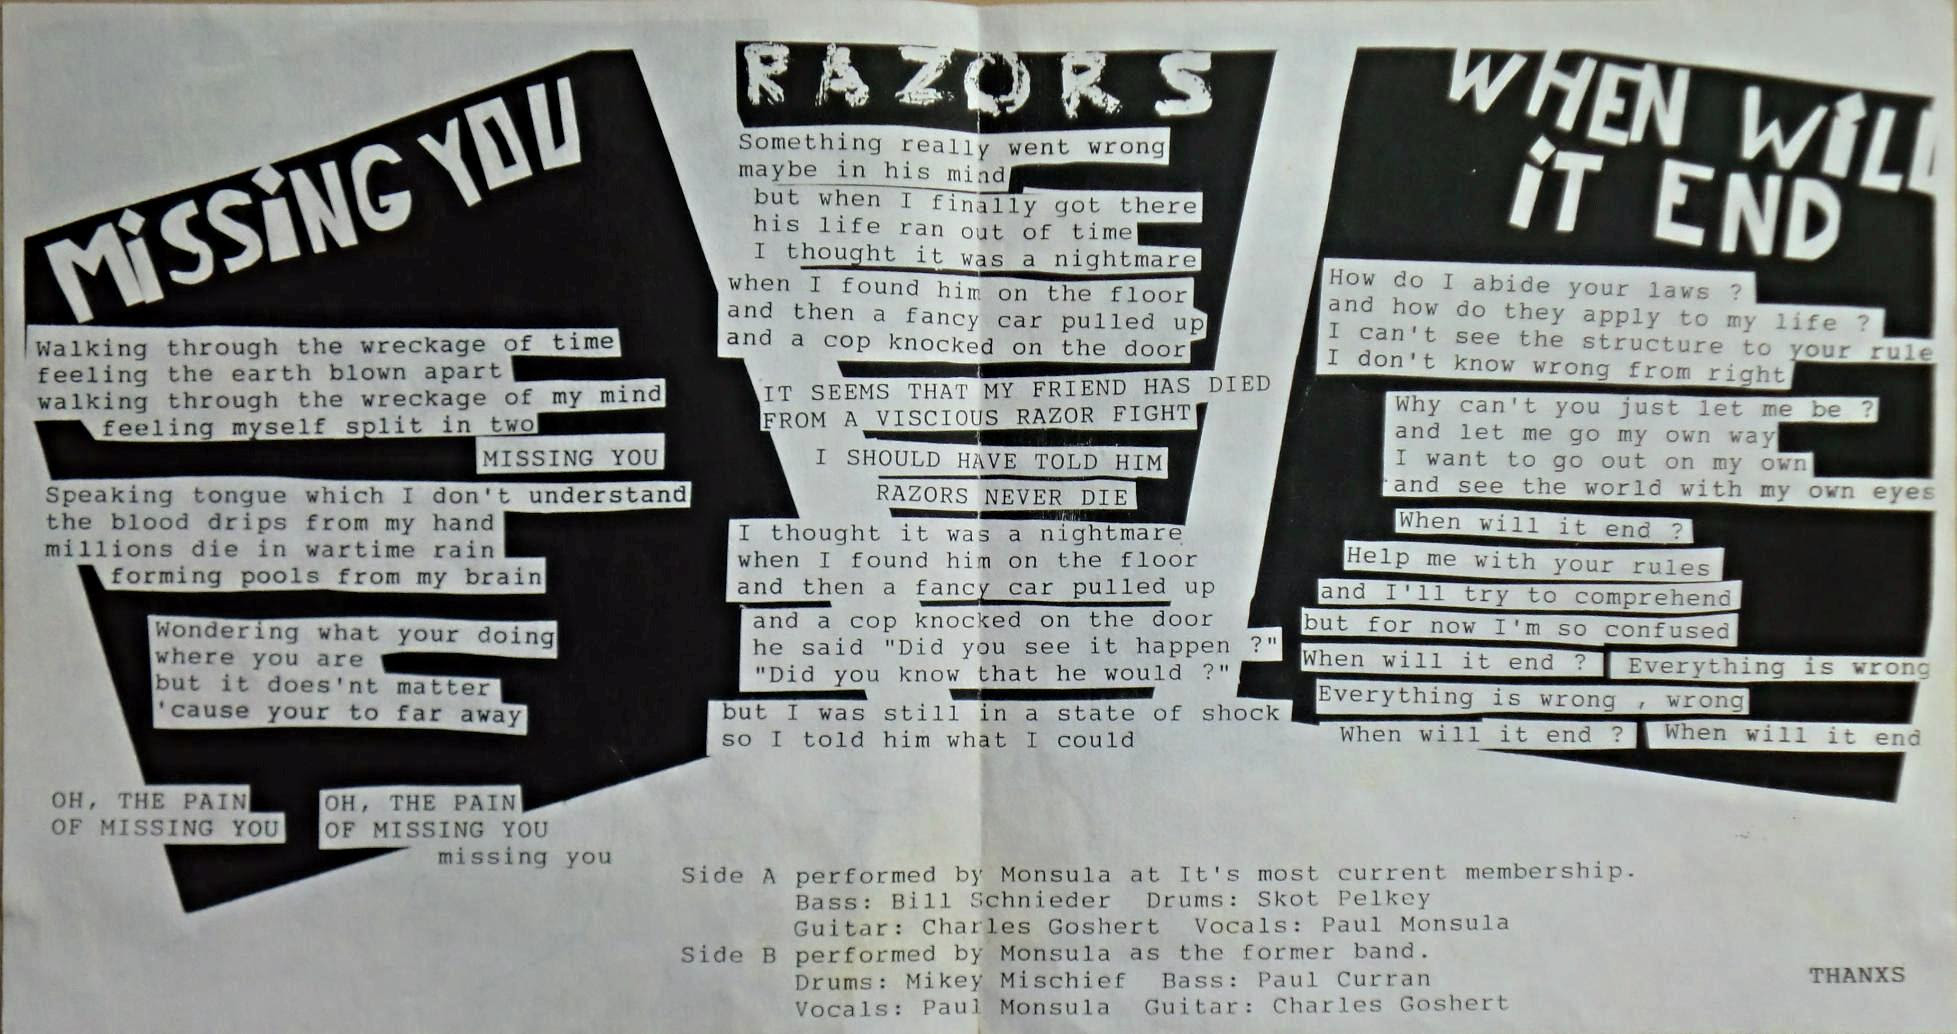 MISSING YOU
Walking through the wreckage of time
feeling the earth blown apart
walking through the wreckage of my mind
feeling myself split in two
MISSING YOU
Speaking tongue which I don't understand
the blood drips from my hand
millions die in wartime rain
forming pools from my brain
Wondering what your doing
where you are
but it does'nt matter
'cause your to far away
OH, THE PAIN
OF MISSING YOU
OH, THE PAIN
OF MISSING YOU
missing you
RAZORS
Something really went wrong
maybe in his mind
but when I finally got there
his life ran out of time
I thought it was a nightmare
when I found him on the floor
and then a fancy car pulled up
and a cop knocked on the door
IT SEEMS THAT MY FRIEND HAS DIED
FROM A VISCIOUS RAZOR FIGHT
I SHOULD HAVE TOLD HIM
RAZORS NEVER DIE
I thought it was a nightmare
when I found him on the floor
and then a fancy car pulled up
and a cop knocked on the door
he said "Did you see it happen ?"
"Did you know that he would ?"
but I was still in a state of shock
so I told him what I could
WHEN WILL
IT END
How do I abide your laws ?
and how do they apply to my life ?
I can't see the structure to your rule
I don't know wrong from right
Why can't you just let me be ?
and let me go my own way
I want to go out on my own
and see the world with my own eyes
When will it end ?
Help me with your rules
and I'll try to comprehend
but for now I'm so confused
When will it end ? Everything is wrong
Everything is wrong , wrong
When will it end ? When will it end
Side A performed by Monsula at It's most current membership.
Bass: Bill Schnieder Drums: Skot Pelkey
Guitar: Charles Goshert Vocals: Paul Monsula
Side B performed by Monsula as the former band.
Drums: Mikey Mischief Bass: Paul Curran
Vocals: Paul Monsula Guitar: Charles Goshert
THANXS